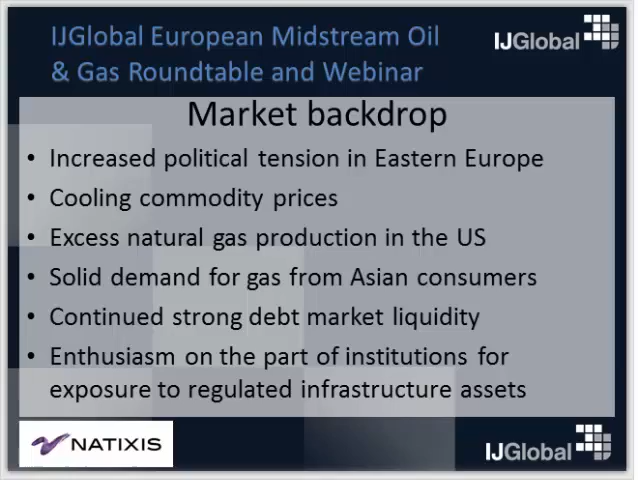 IJGlobal European Midstream Oil
& Gas Roundtable and Webinar
IJGlobal
Market backdrop
• Increased political tension in Eastern Europe
• Cooling commodity prices
• Excess natural gas production in the US
• Solid demand for gas from Asian consumers
• Continued strong debt market liquidity
• Enthusiasm on the part of institutions for
exposure to regulated infrastructure assets
NATIXIS
IJGlobal